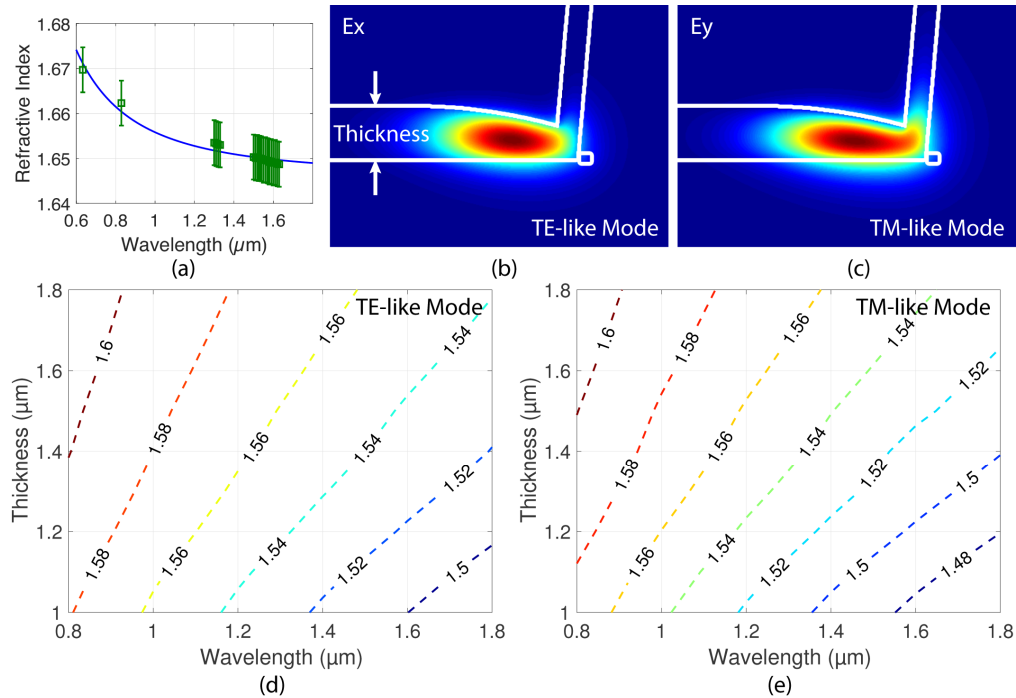 1.68
1.67
1.66
1.65
1.64
Refractive Index
0.6 0.8 1 1.2 1.4 1.6
Wavelength (µm)
(a)
Ex
Thickness
TE-like Mode
(b)
Ey
TM-like Mode
(c)
TE-like Mode
1.8
1.6
1.4
1.2
1
Thickness (µm)
1.6
1.58
1.58
1.56
1.56
1.56
1.54
1.54
1.54
1.52
1.52
1.5
0.8 1 1.2 1.4 1.6 1.8
Wavelength (µm)
(d)
TM-like Mode
1.8
1.6
1.4
1.2
1
Thickness (µm)
1.6
1.58
1.58
1.56
1.56
1.56
1.54
1.54
1.54
1.52
1.52
1.52
1.5
1.5
1.48
0.8 1 1.2 1.4 1.6 1.8
Wavelength (µm)
(e)